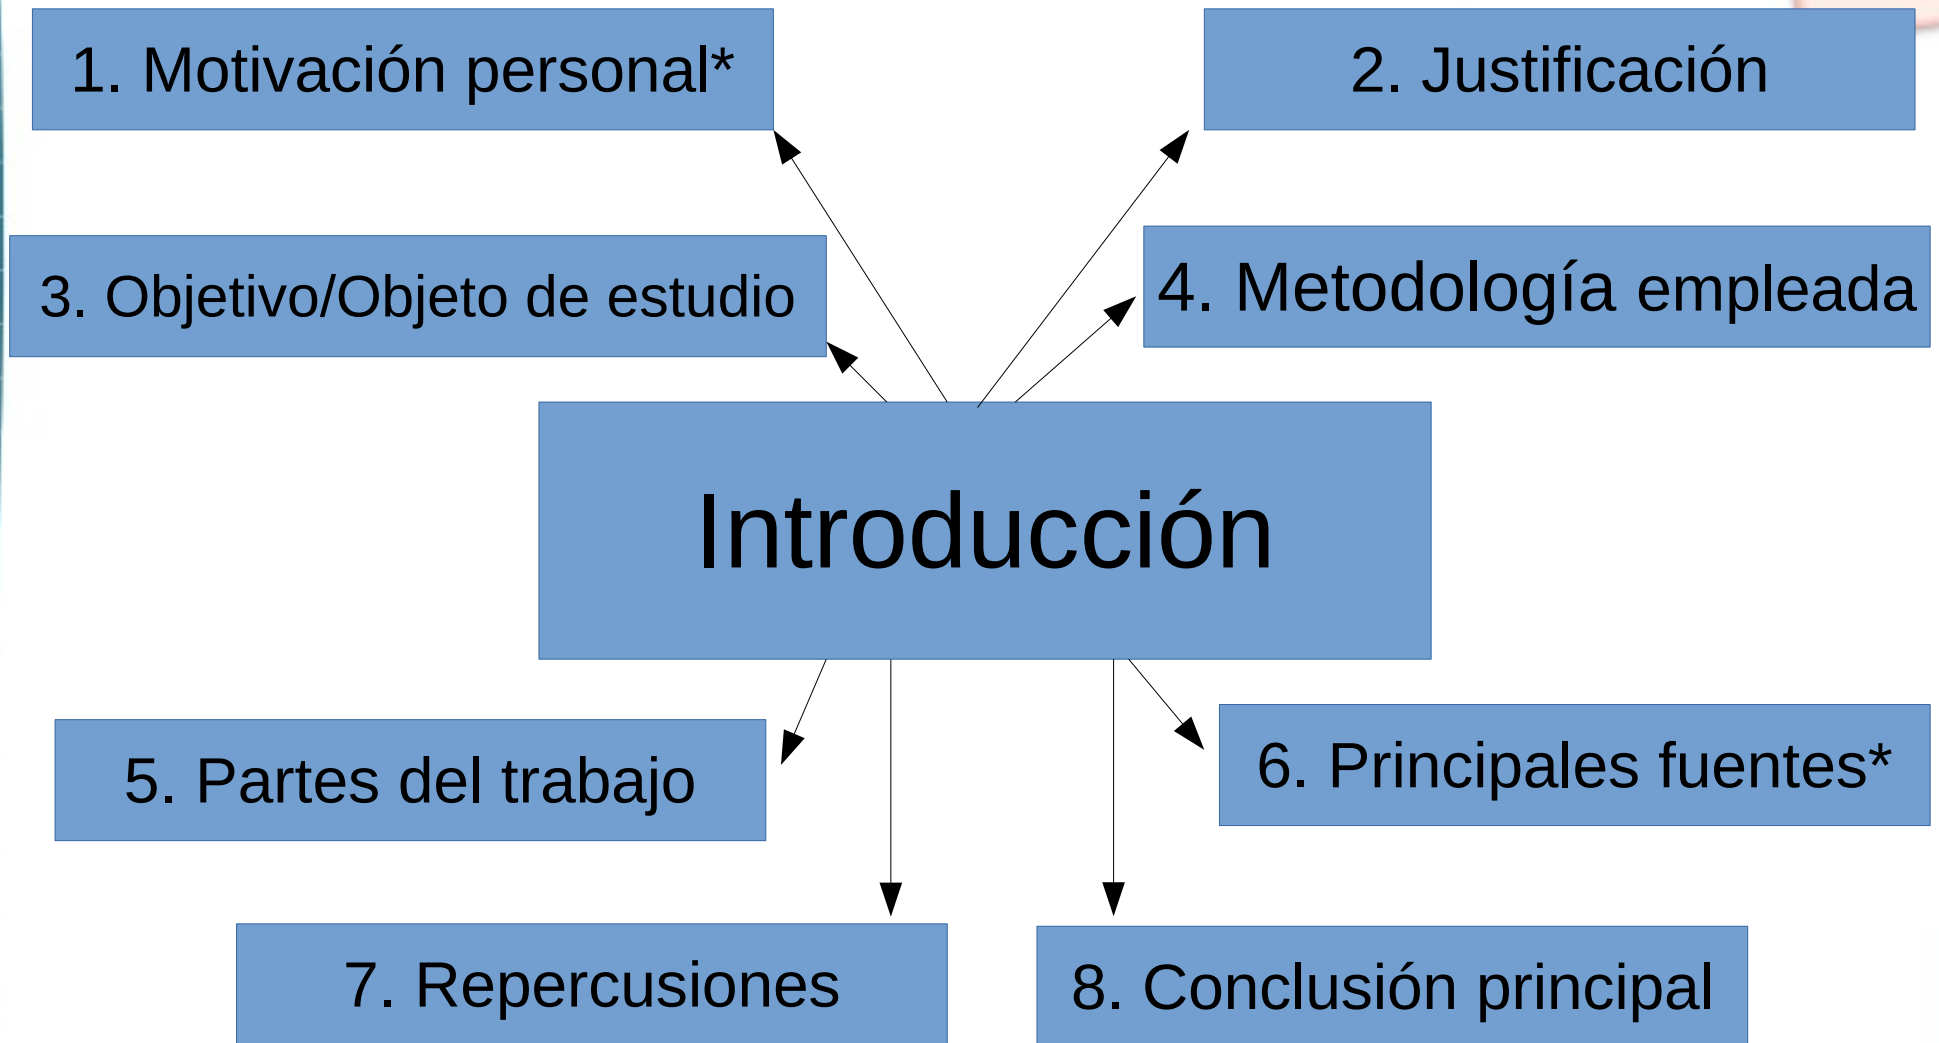 1. Motivación personal*
2. Justificación
3. Objetivo/Objeto de estudio
4. Metodología empleada
Introducción
5. Partes del trabajo
6. Principales fuentes*
7. Repercusiones
8. Conclusión principal